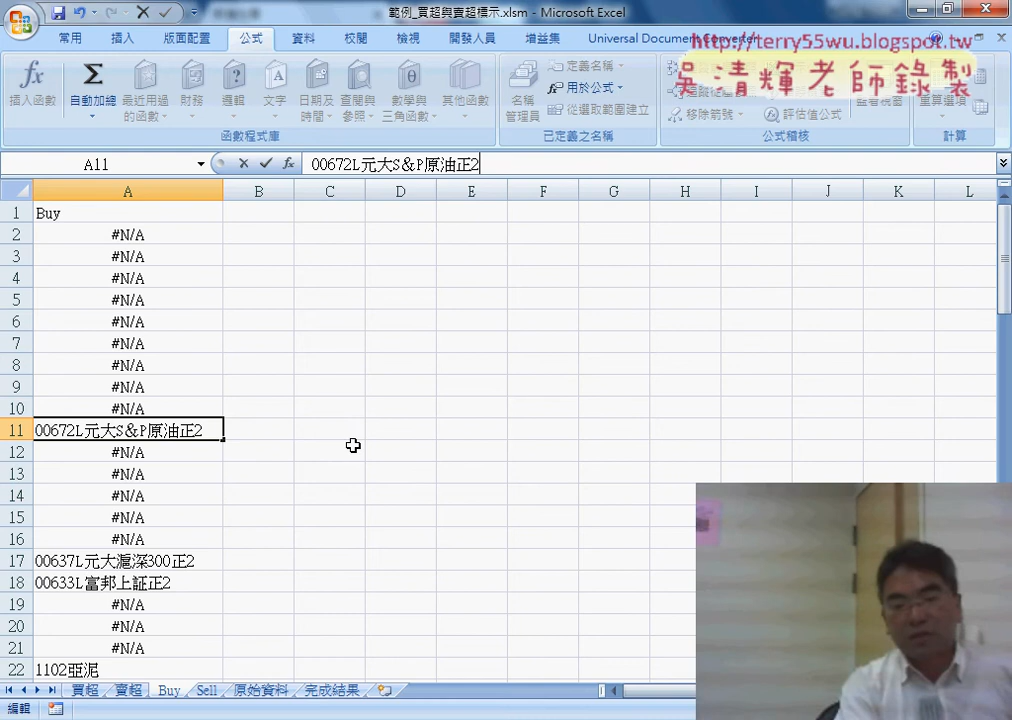 範例_買超與賣超標示.xlsm - Microsoft Excel
常用 插入 版面配置 公式 資料 校閱 檢視 開發人員 增益集 Universal Document Converter
http://terry55wu.blogspot.tw
吳清輝老師錄製
插入函數 自動加總 最近用過的函數 財務 邏輯 文字 日期及時間 查閱與參照 數學與三角函數 其他函數 名稱管理員 定義名稱 用於公式 從選取範圍建立 移除箭號 評估值公式 監看視窗 重算選項
函數程式庫 已定義之名稱 公式稽核 計算
A11 fx 00672L元大S&P原油正2
A B C D E F G H I J K L
1 Buy
2 #N/A
3 #N/A
4 #N/A
5 #N/A
6 #N/A
7 #N/A
8 #N/A
9 #N/A
10 #N/A
11 00672L元大S&P原油正2
12 #N/A
13 #N/A
14 #N/A
15 #N/A
16 #N/A
17 00637L元大滬深300正2
18 00633L富邦上証正2
19 #N/A
20 #N/A
21 #N/A
22 1102亞泥
買超 賣超 Buy Sell 原始資料 完成結果
編輯